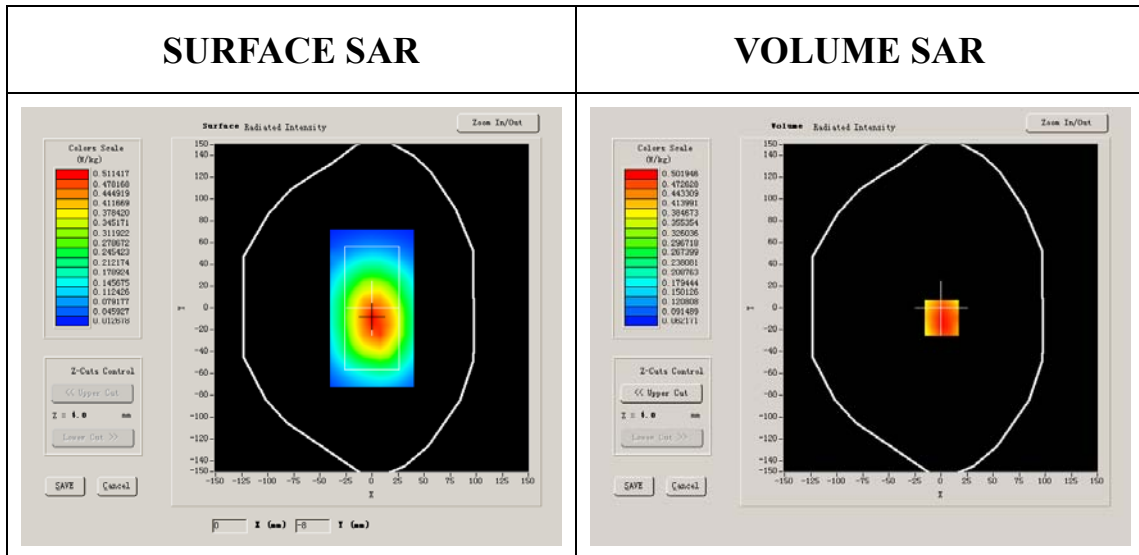 SURFACE SAR
VOLUME SAR
Surface Radiated Intensity
Zoom In/Out
Colors Scale
(W/kg)
0.511417
0.478168
0.444919
0.411669
0.378420
0.345171
0.311922
0.278672
0.245423
0.212174
0.178924
0.145675
0.112426
0.079177
0.045927
0.012678
Z-Cuts Control
<< Upper Cut
Z = 4.0 mm
Lower Cut >>
SAVE
Cancel
150
140
120
100
80
60
40
20
0
-20
-40
-60
-80
-100
-120
-140
-150
Y
-150 -125 -100 -75 -50 -25 0 25 50 75 100 125 150
X
0 X (mm) -8 Y (mm)
Volume Radiated Intensity
Zoom In/Out
Colors Scale
(W/kg)
0.501946
0.472628
0.443309
0.413991
0.384673
0.355354
0.326036
0.296718
0.267399
0.238081
0.208763
0.179444
0.150126
0.120808
0.091489
0.062171
Z-Cuts Control
<< Upper Cut
Z = 4.0 mm
Lower Cut >>
SAVE
Cancel
150
140
120
100
80
60
40
20
0
-20
-40
-60
-80
-100
-120
-140
-150
Y
-150 -125 -100 -75 -50 -25 0 25 50 75 100 125 150
X